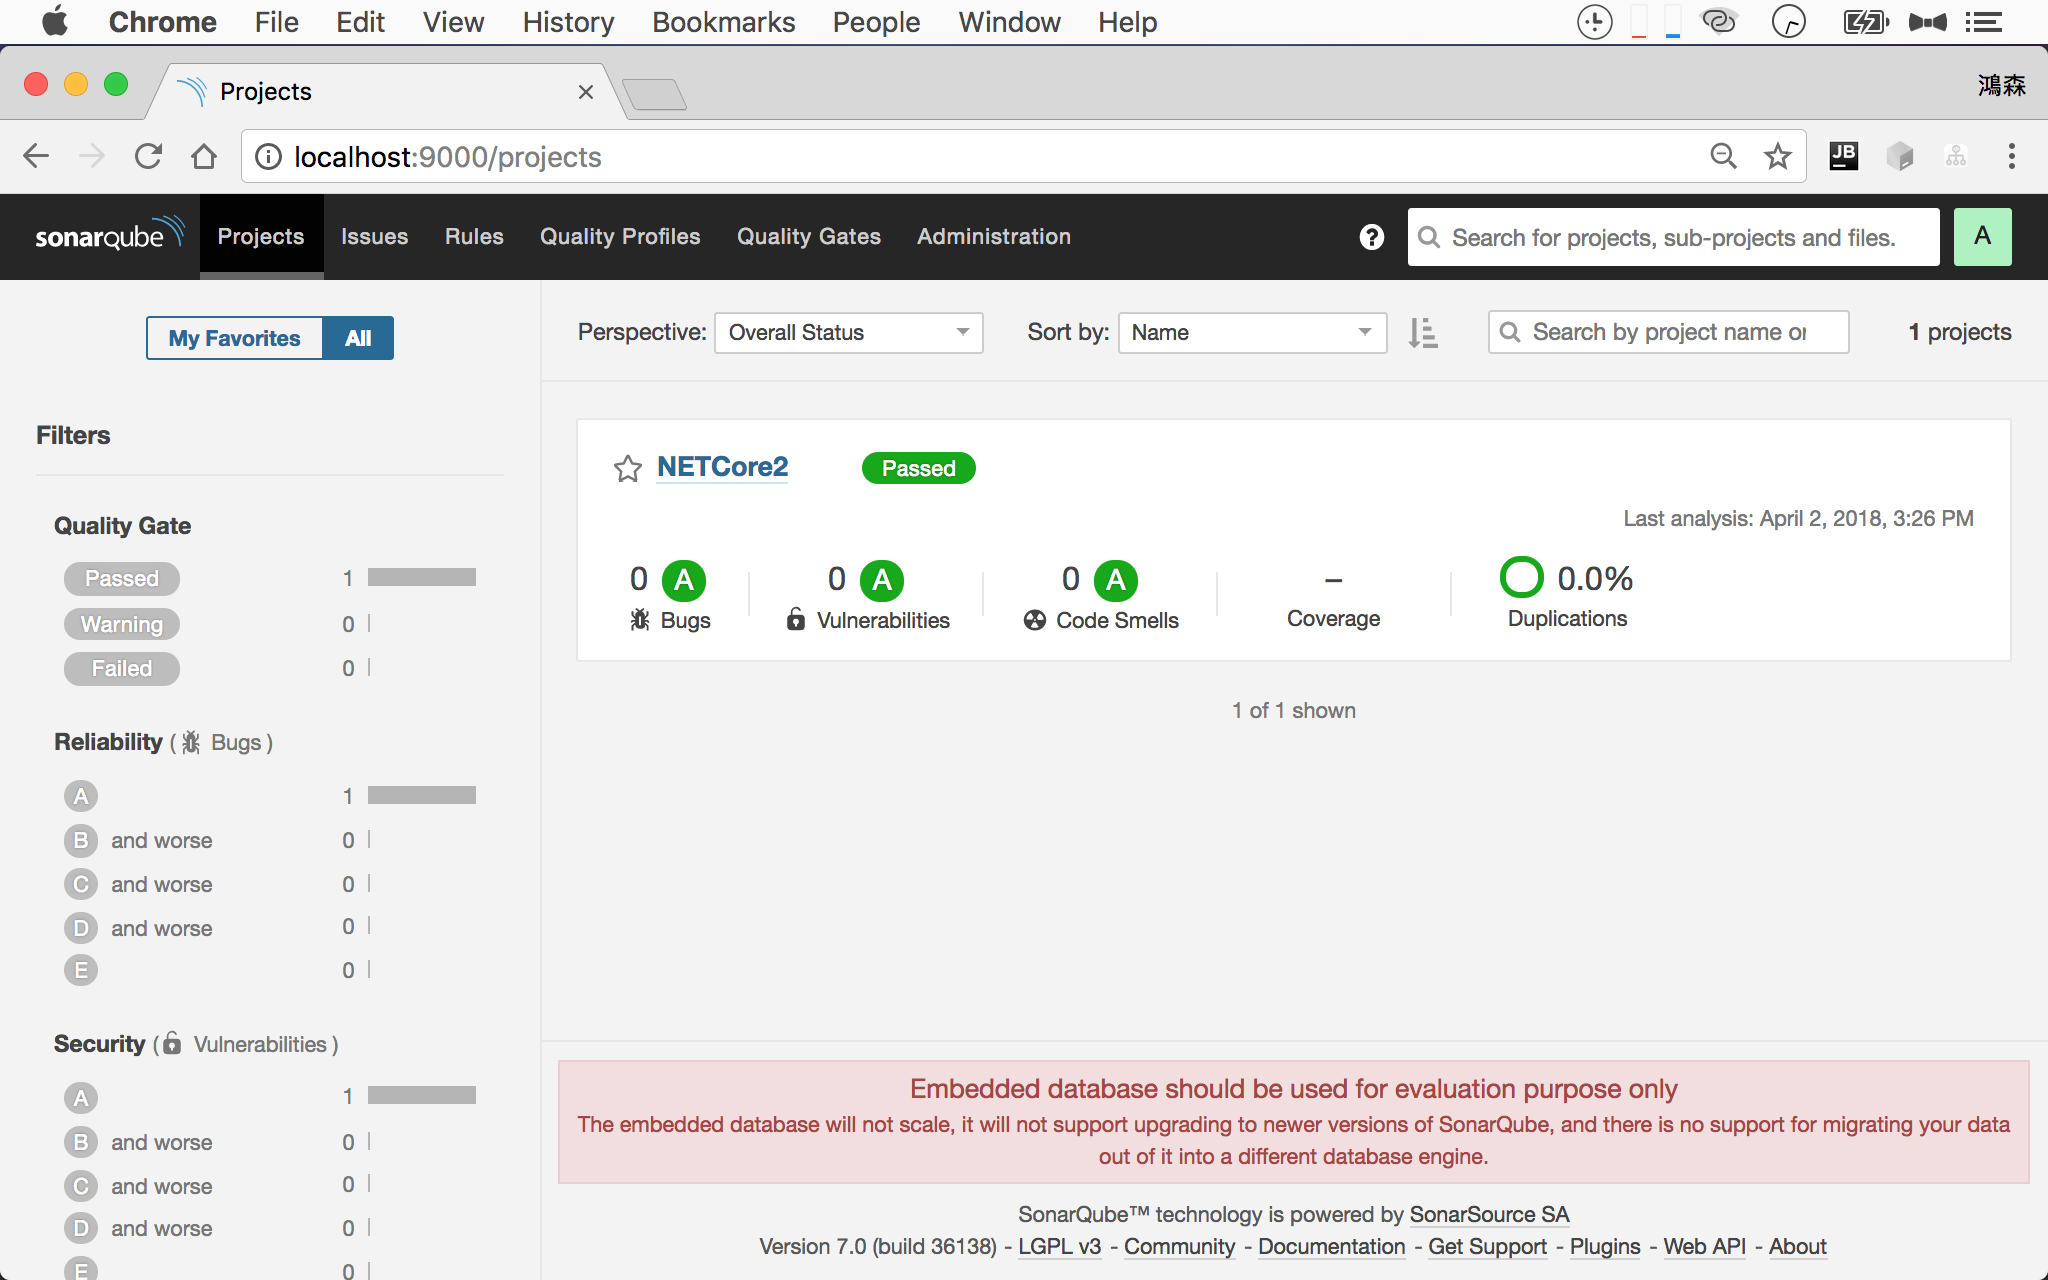 Chrome File Edit View History Bookmarks People Window Help
Projects
鴻森
localhost:9000/projects
JB
sonarqube Projects Issues Rules Quality Profiles Quality Gates Administration
? Search for projects, sub-projects and files. A
My Favorites All
Perspective: Overall Status Sort by: Name Search by project name or 1 projects
Filters
NETCore2 Passed
Last analysis: April 2, 2018, 3:26 PM
0 A 0 A 0 A – 0.0%
Bugs Vulnerabilities Code Smells Coverage Duplications
1 of 1 shown
Quality Gate
Passed 1
Warning 0
Failed 0
Reliability ( Bugs )
A 1
B and worse 0
C and worse 0
D and worse 0
E 0
Security ( Vulnerabilities )
A 1
B and worse 0
C and worse 0
D and worse 0
E 0
Embedded database should be used for evaluation purpose only
The embedded database will not scale, it will not support upgrading to newer versions of SonarQube, and there is no support for migrating your data
out of it into a different database engine.
SonarQube™ technology is powered by SonarSource SA
Version 7.0 (build 36138) - LGPL v3 - Community - Documentation - Get Support - Plugins - Web API - About